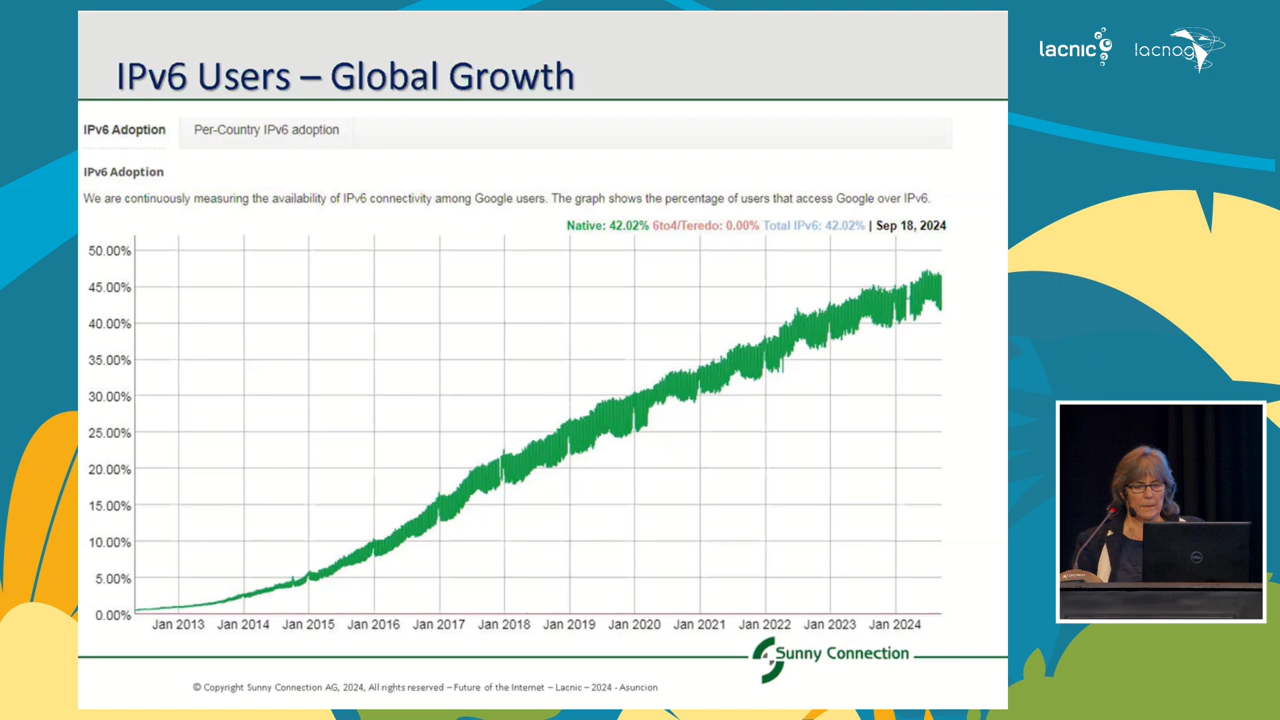 IPv6 Users – Global Growth
lacnic
lacnog
IPv6 Adoption
Per-Country IPv6 adoption
IPv6 Adoption
We are continuously measuring the availability of IPv6 connectivity among Google users. The graph shows the percentage of users that access Google over IPv6.
Native: 42.02% 6to4/Teredo: 0.00% Total IPv6: 42.02% | Sep 18, 2024
50.00%
45.00%
40.00%
35.00%
30.00%
25.00%
20.00%
15.00%
10.00%
5.00%
0.00%
Jan 2013 Jan 2014 Jan 2015 Jan 2016 Jan 2017 Jan 2018 Jan 2019 Jan 2020 Jan 2021 Jan 2022 Jan 2023 Jan 2024
Sunny Connection
© Copyright Sunny Connection AG, 2024, All rights reserved – Future of the Internet – Lacnic – 2024 - Asuncion
DELL